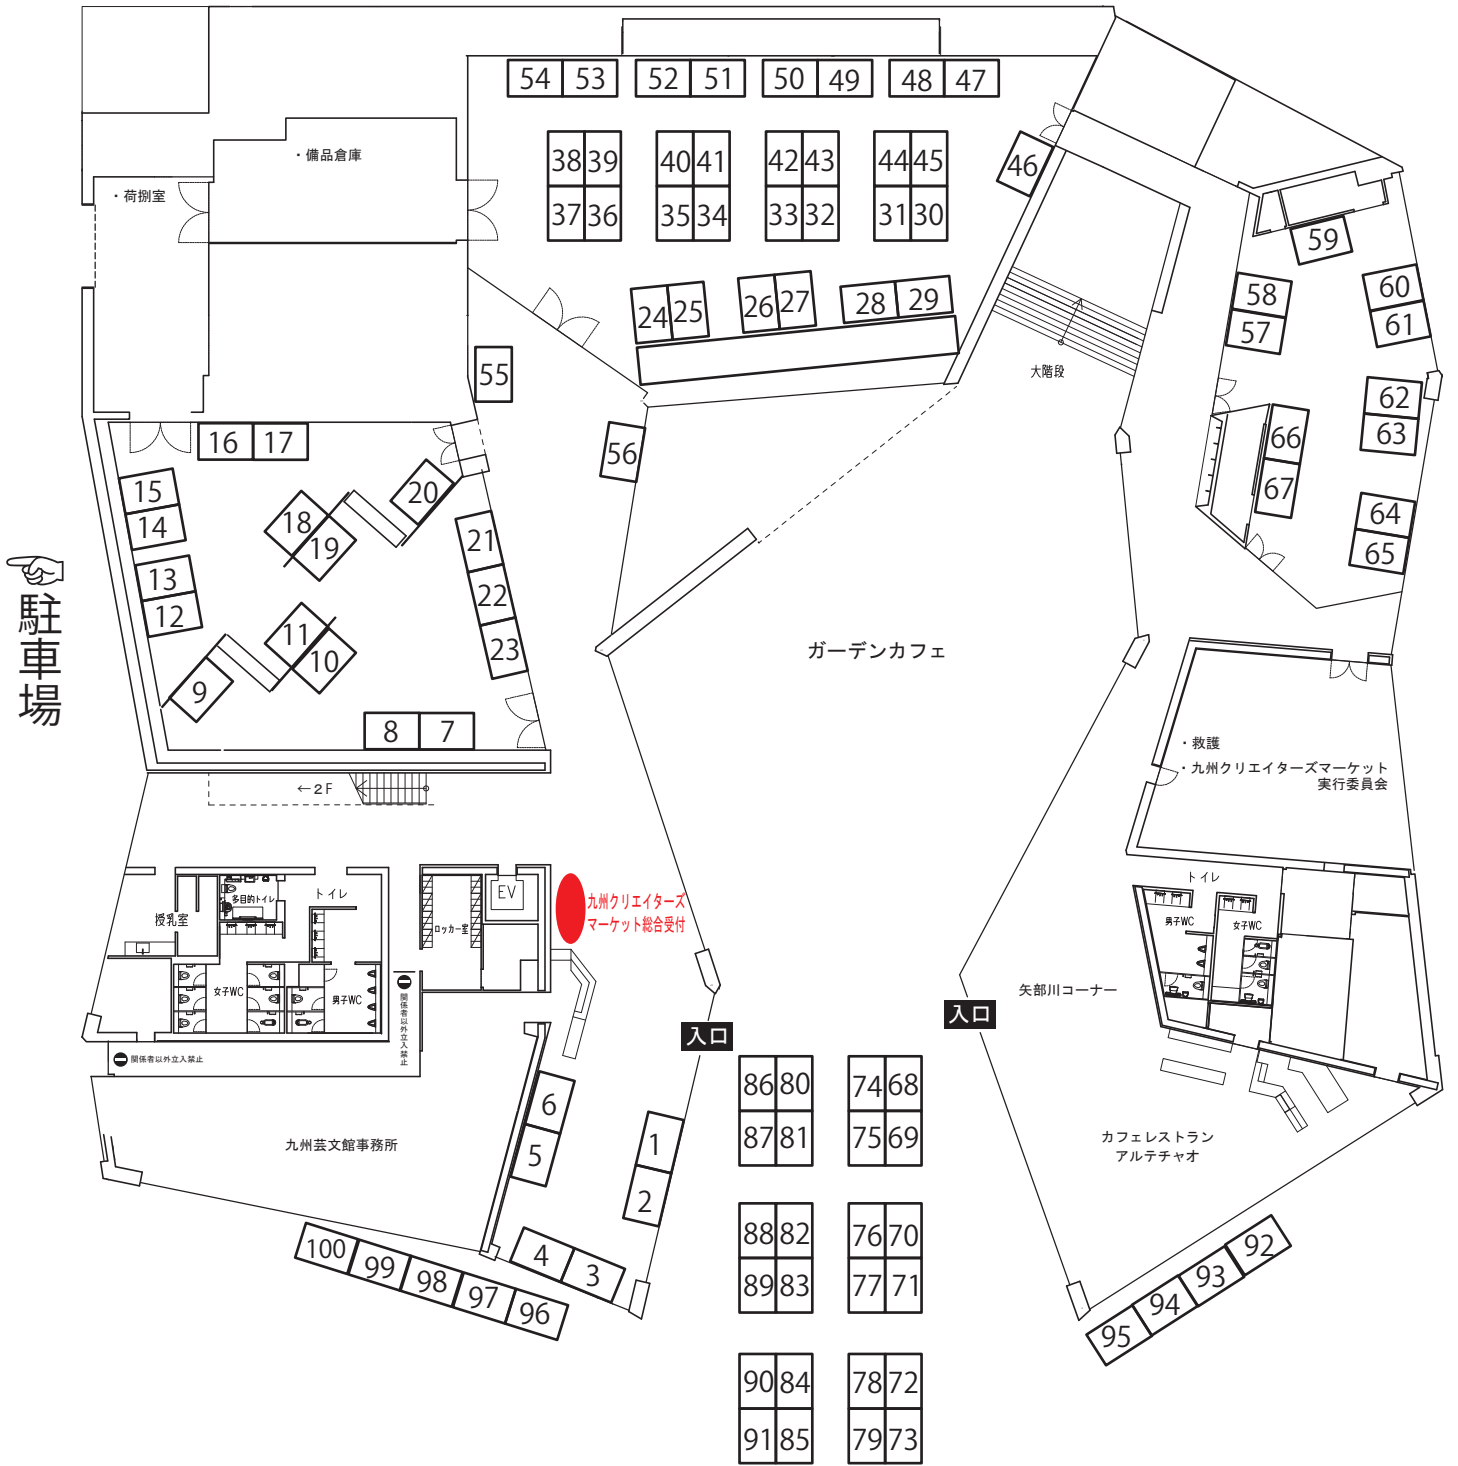 54 53 52 51 50 49 48 47
38 39 40 41 42 43 44 45
37 36 35 34 33 32 31 30
46
・備品倉庫
・荷捌室
59
58
57
60
61
24 25 26 27 28 29
大階段
55
56
62
63
66
67
64
65
16 17
15
14
13
12
18
19
20
21
22
23
11
10
9
8 7
駐車場
ガーデンカフェ
・救護
・九州クリエイターズマーケット
実行委員会
←2F
EV
九州クリエイターズ
マーケット総合受付
トイレ
多目的トイレ
授乳室
ロッカー室
女子WC
男子WC
関係者以外立入禁止
関係者以外立入禁止
トイレ
男子WC
女子WC
矢部川コーナー
入口
入口
九州芸文館事務所
カフェレストラン
アルテチャオ
6
5
1
2
4
3
100 99 98 97 96
86 80 74 68
87 81 75 69
88 82 76 70
89 83 77 71
90 84 78 72
91 85 79 73
92
93
94
95